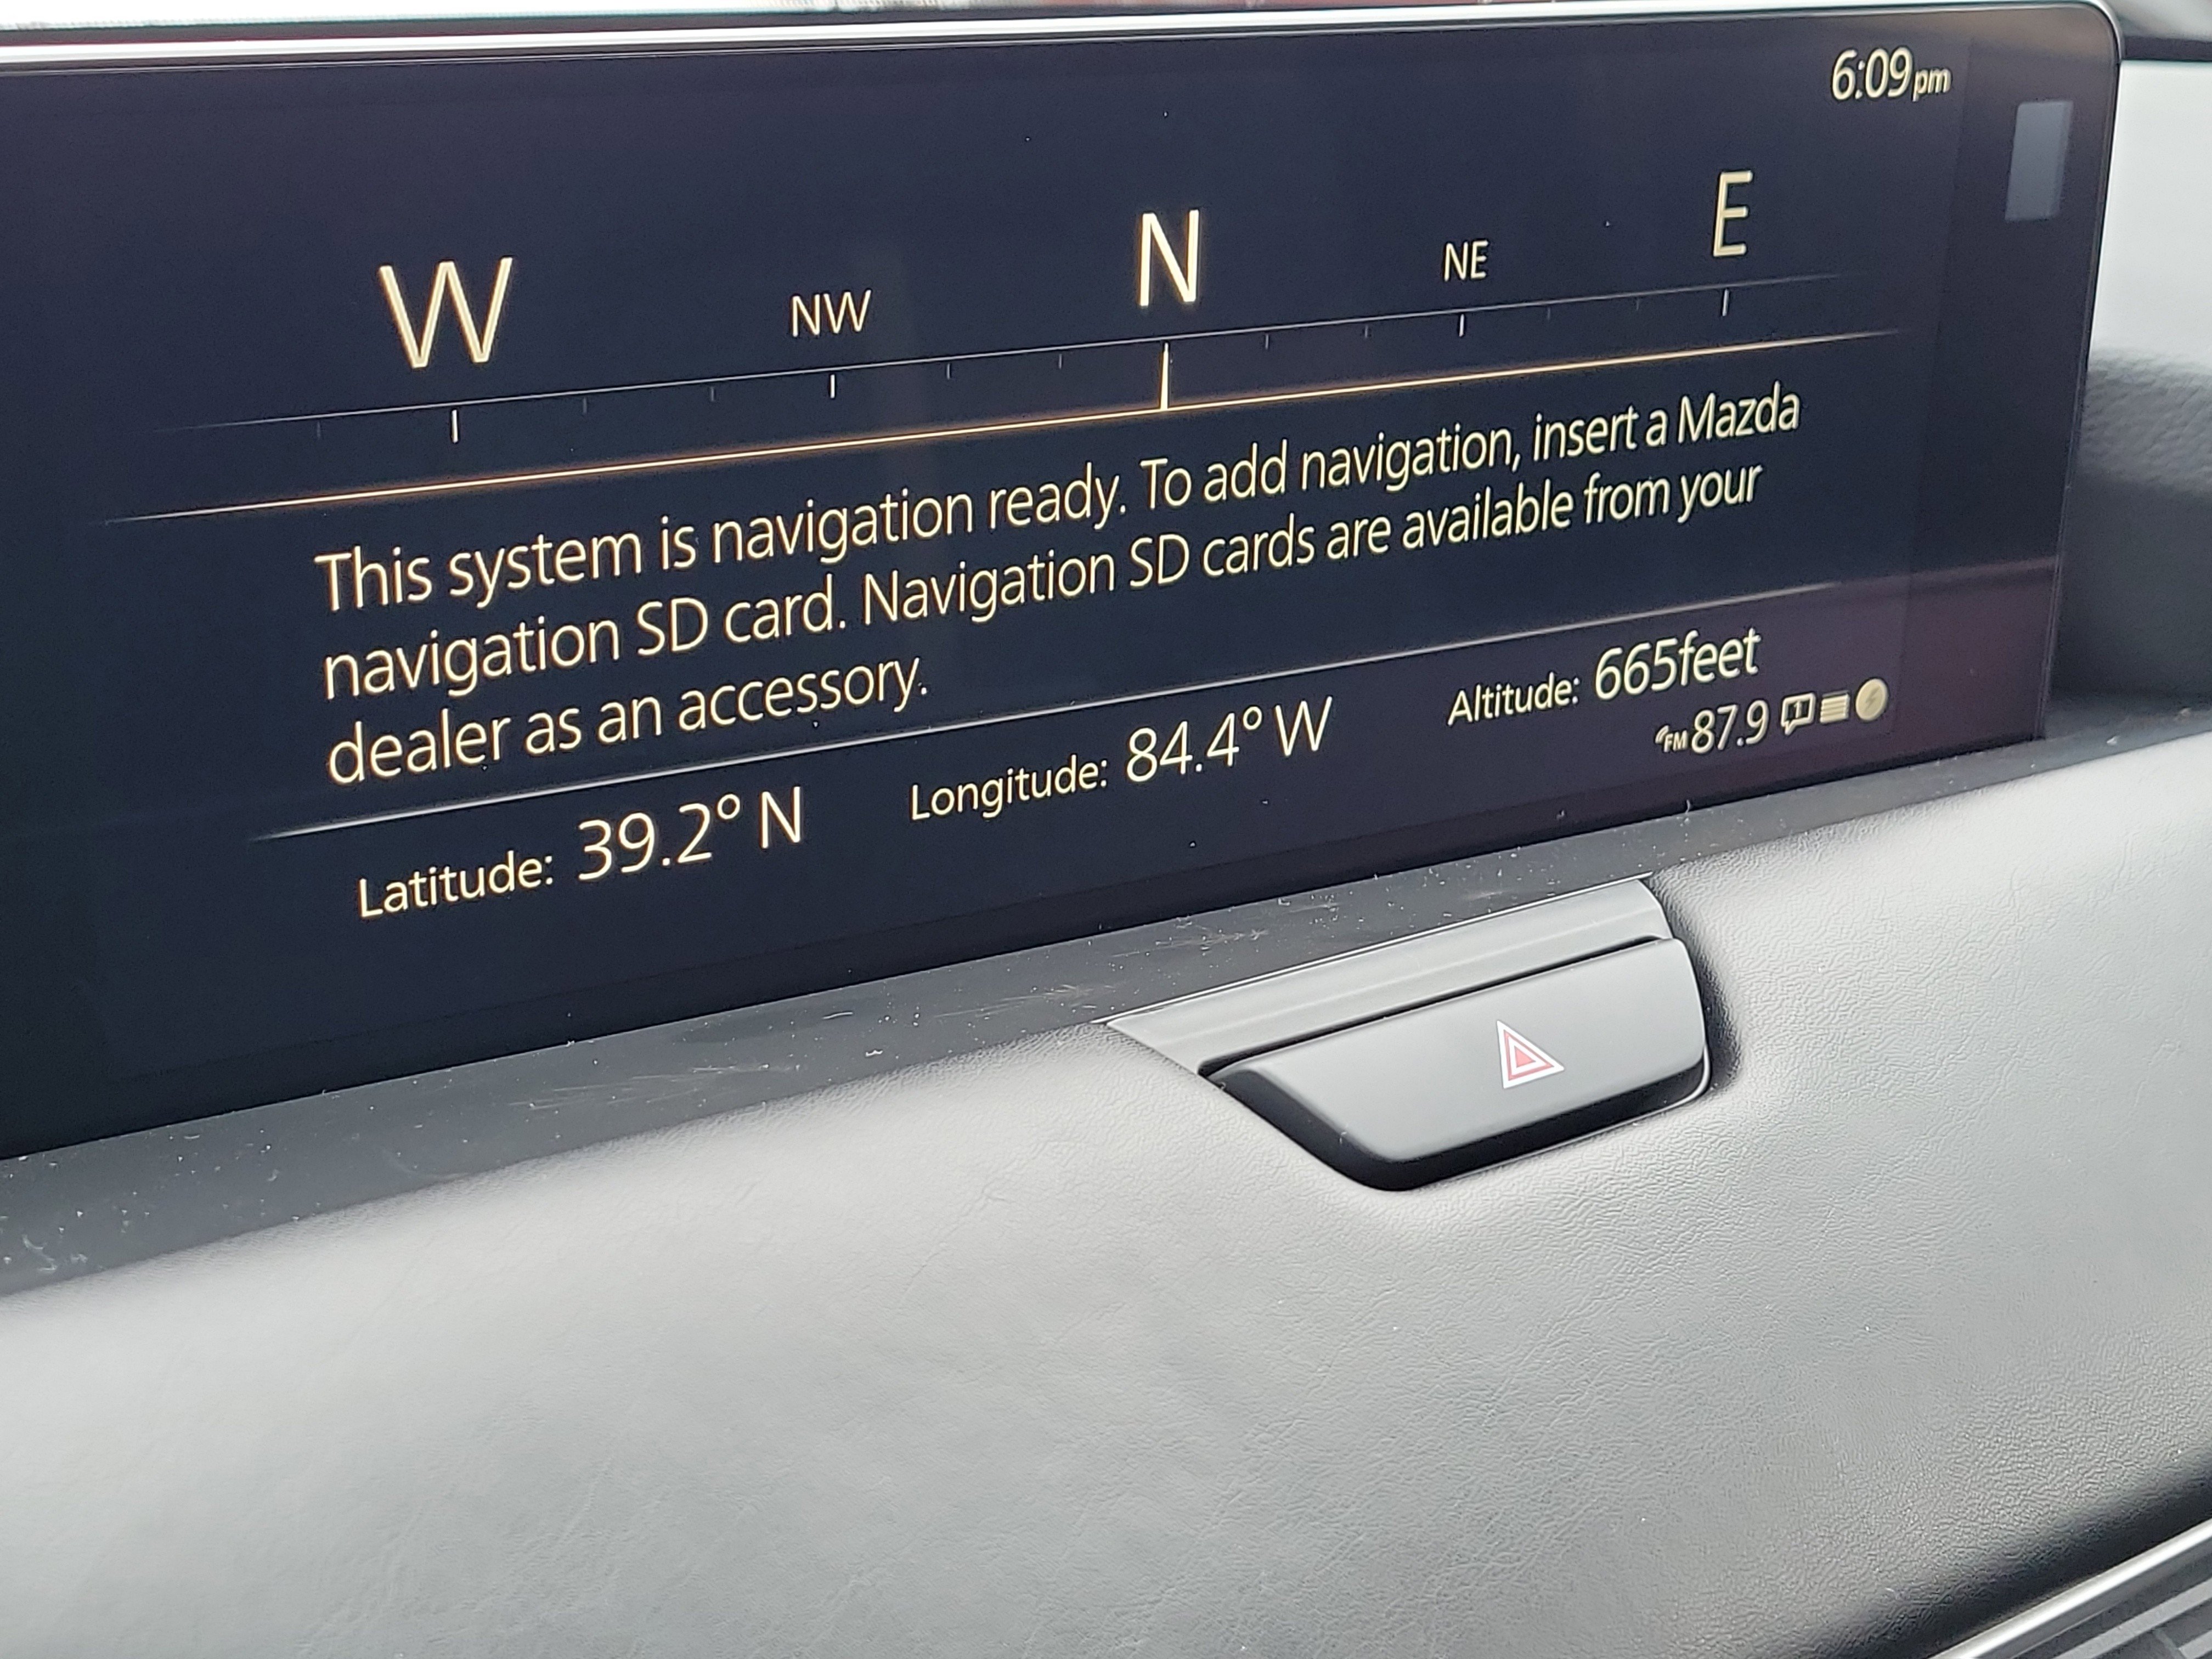 6:09pm
W NW N NE E
This system is navigation ready. To add navigation, insert a Mazda
navigation SD card. Navigation SD cards are available from your
dealer as an accessory.
Latitude: 39.2° N Longitude: 84.4° W Altitude: 665feet
FM 87.9 1